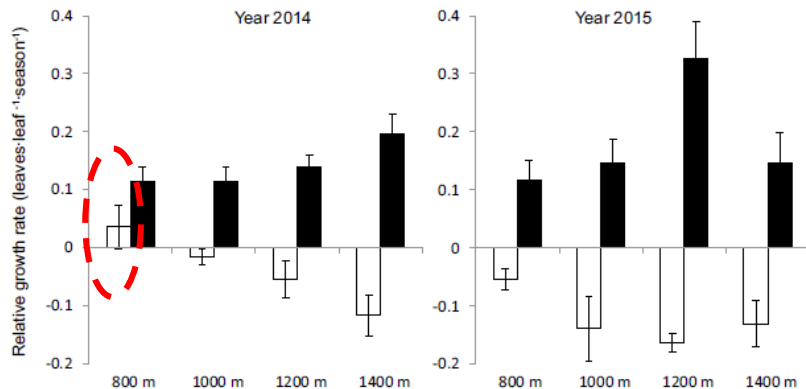 Year 2014
Year 2015
Relative growth rate (leaves·leaf ⁻¹·season⁻¹)
0.4
0.3
0.2
0.1
0
-0.1
-0.2
800 m
1000 m
1200 m
1400 m
0.4
0.3
0.2
0.1
0
-0.1
-0.2
800 m
1000 m
1200 m
1400 m